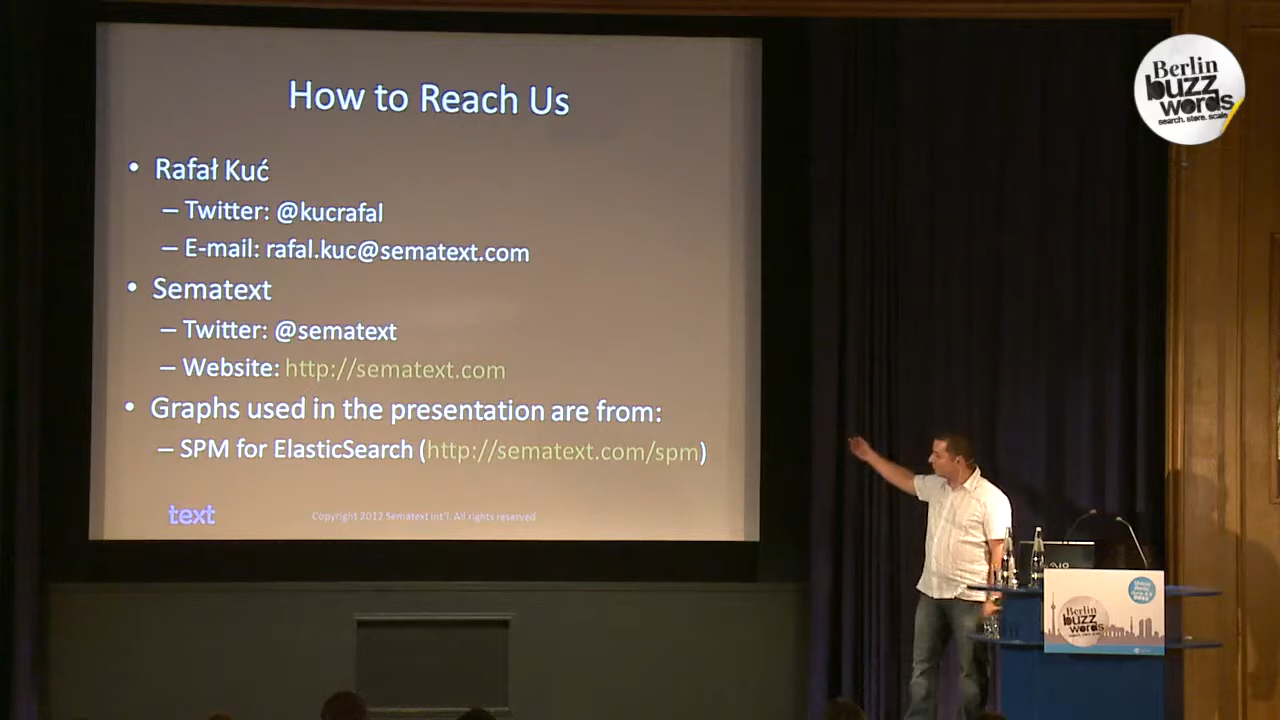 How to Reach Us
• Rafał Kuć
– Twitter: @kucrafal
– E-mail: rafal.kuc@sematext.com
• Sematext
– Twitter: @sematext
– Website: http://sematext.com
• Graphs used in the presentation are from:
– SPM for ElasticSearch (http://sematext.com/spm)
text
Copyright 2012 Sematext Int'l. All rights reserved
Berlin
buzz
words
search. store. scale
Berlin
buzz
words